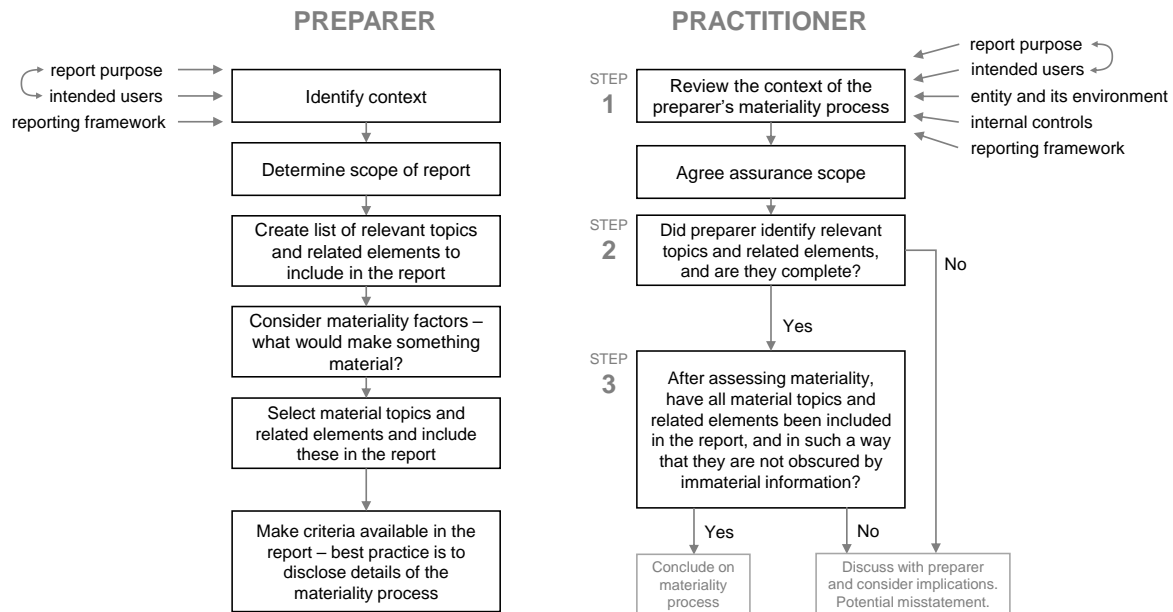 PREPARER
report purpose
intended users
reporting framework
Identify context
Determine scope of report
Create list of relevant topics
and related elements to
include in the report
Consider materiality factors –
what would make something
material?
Select material topics and
related elements and include
these in the report
Make criteria available in the
report – best practice is to
disclose details of the
materiality process
PRACTITIONER
STEP
1
Review the context of the
preparer's materiality process
report purpose
intended users
entity and its environment
internal controls
reporting framework
Agree assurance scope
STEP
2
Did preparer identify relevant
topics and related elements,
and are they complete?
No
Yes
STEP
3
After assessing materiality,
have all material topics and
related elements been included
in the report, and in such a way
that they are not obscured by
immaterial information?
Yes
No
Conclude on
materiality
process
Discuss with preparer
and consider implications.
Potential misstatement.